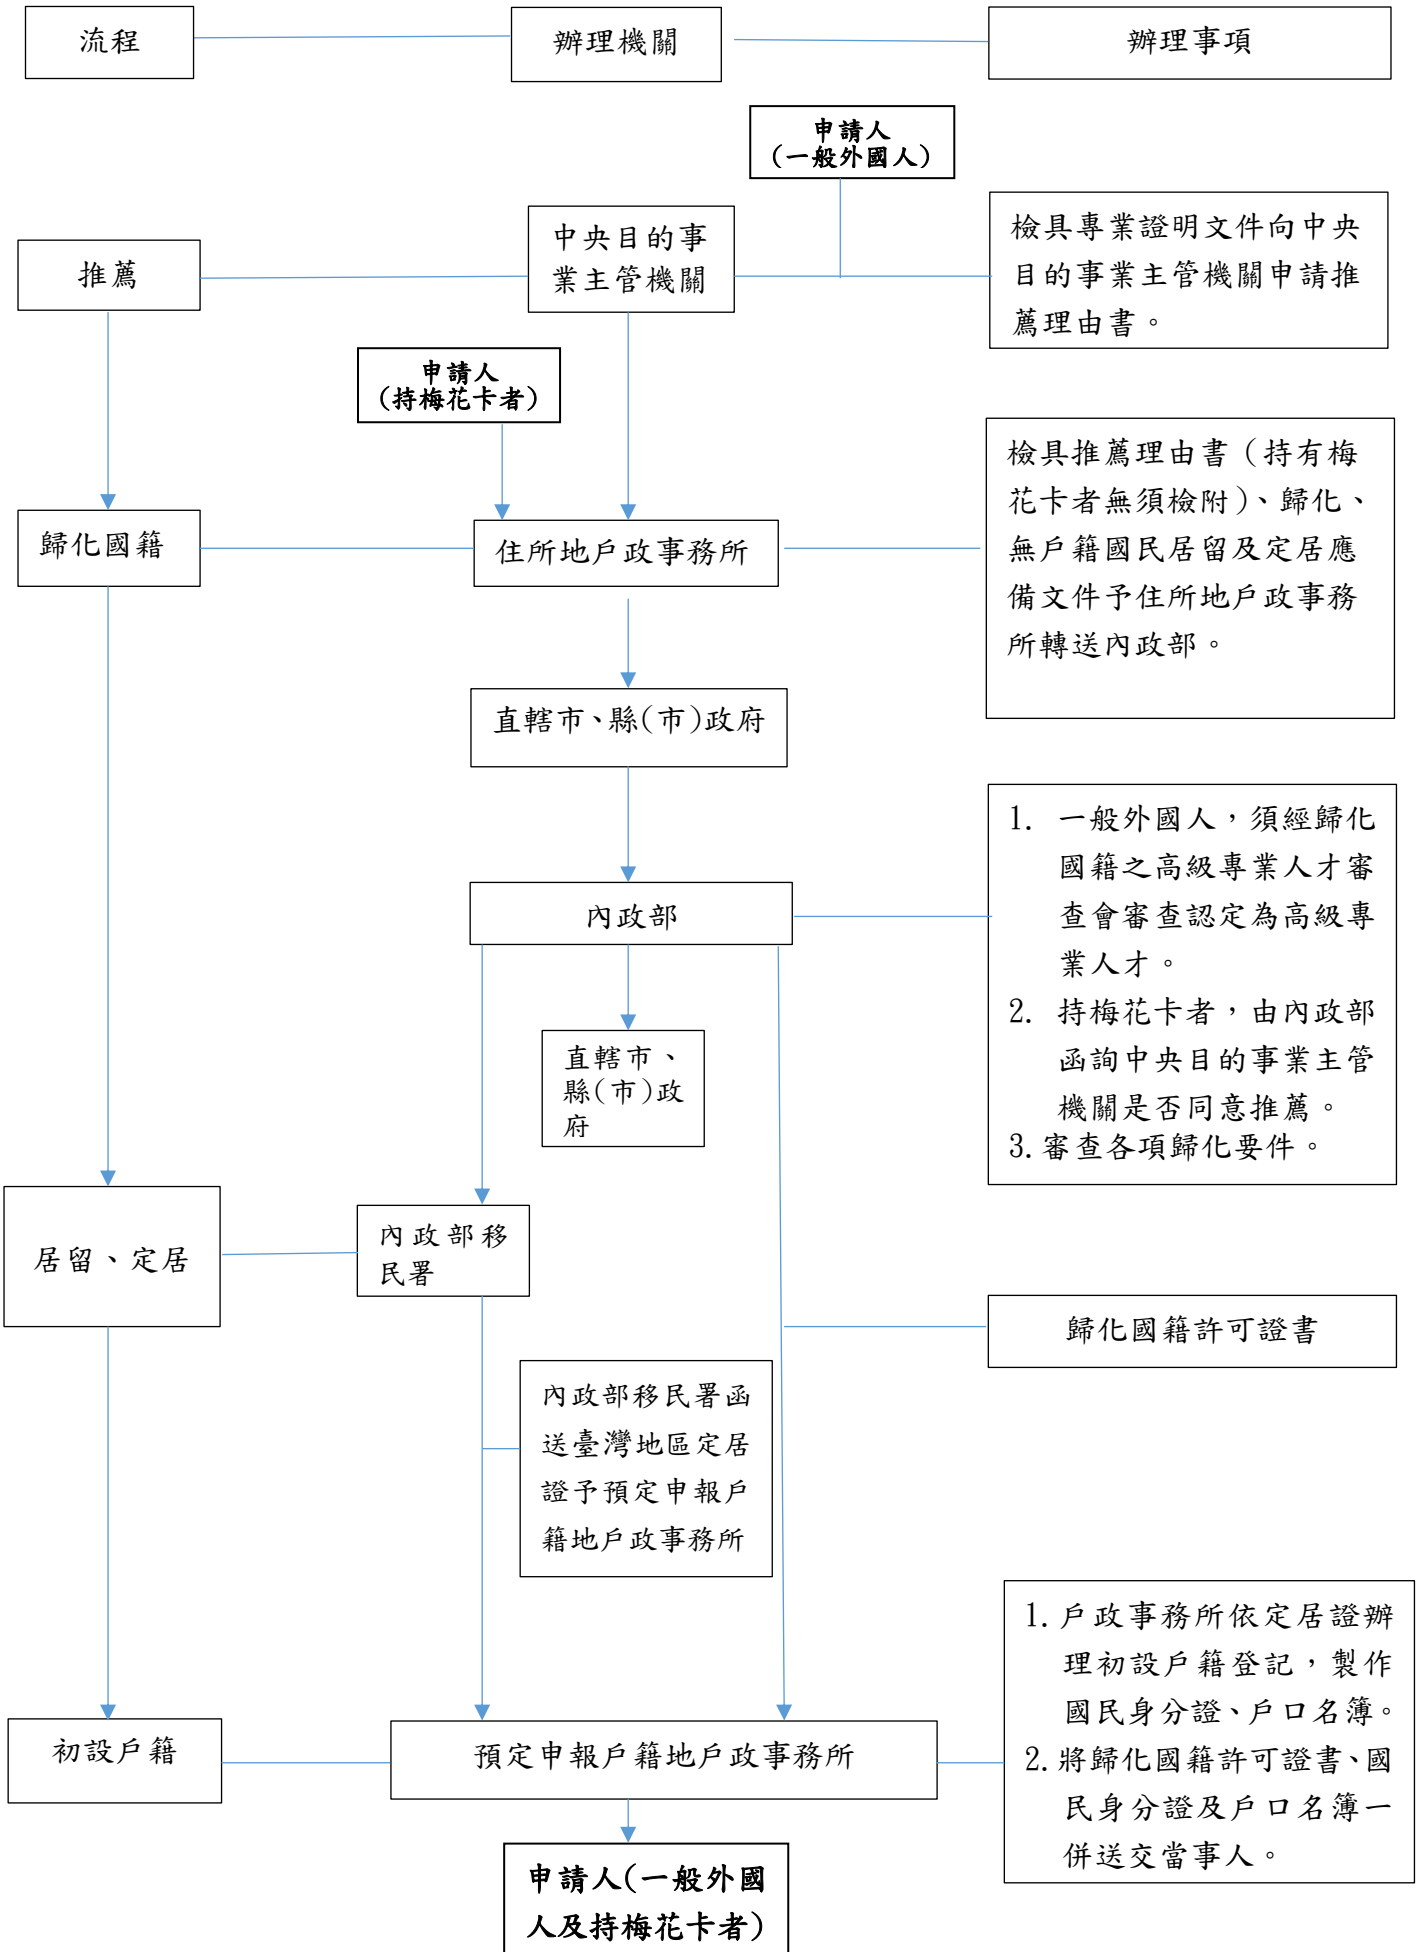 流程
辦理機關
辦理事項
申請人
（一般外國人）
推薦
中央目的事
業主管機關
檢具專業證明文件向中央
目的事業主管機關申請推
薦理由書。
申請人
（持梅花卡者）
歸化國籍
住所地戶政事務所
檢具推薦理由書（持有梅
花卡者無須檢附）、歸化、
無戶籍國民居留及定居應
備文件予住所地戶政事務
所轉送內政部。
直轄市、縣(市)政府
內政部
1. 一般外國人，須經歸化
國籍之高級專業人才審
查會審查認定為高級專
業人才。
2. 持梅花卡者，由內政部
函詢中央目的事業主管
機關是否同意推薦。
3.審查各項歸化要件。
直轄市、
縣(市)政
府
居留、定居
內政部移
民署
歸化國籍許可證書
內政部移民署函
送臺灣地區定居
證予預定申報戶
籍地戶政事務所
初設戶籍
預定申報戶籍地戶政事務所
1.戶政事務所依定居證辦
理初設戶籍登記，製作
國民身分證、戶口名簿。
2.將歸化國籍許可證書、國
民身分證及戶口名簿一
併送交當事人。
申請人(一般外國
人及持梅花卡者)